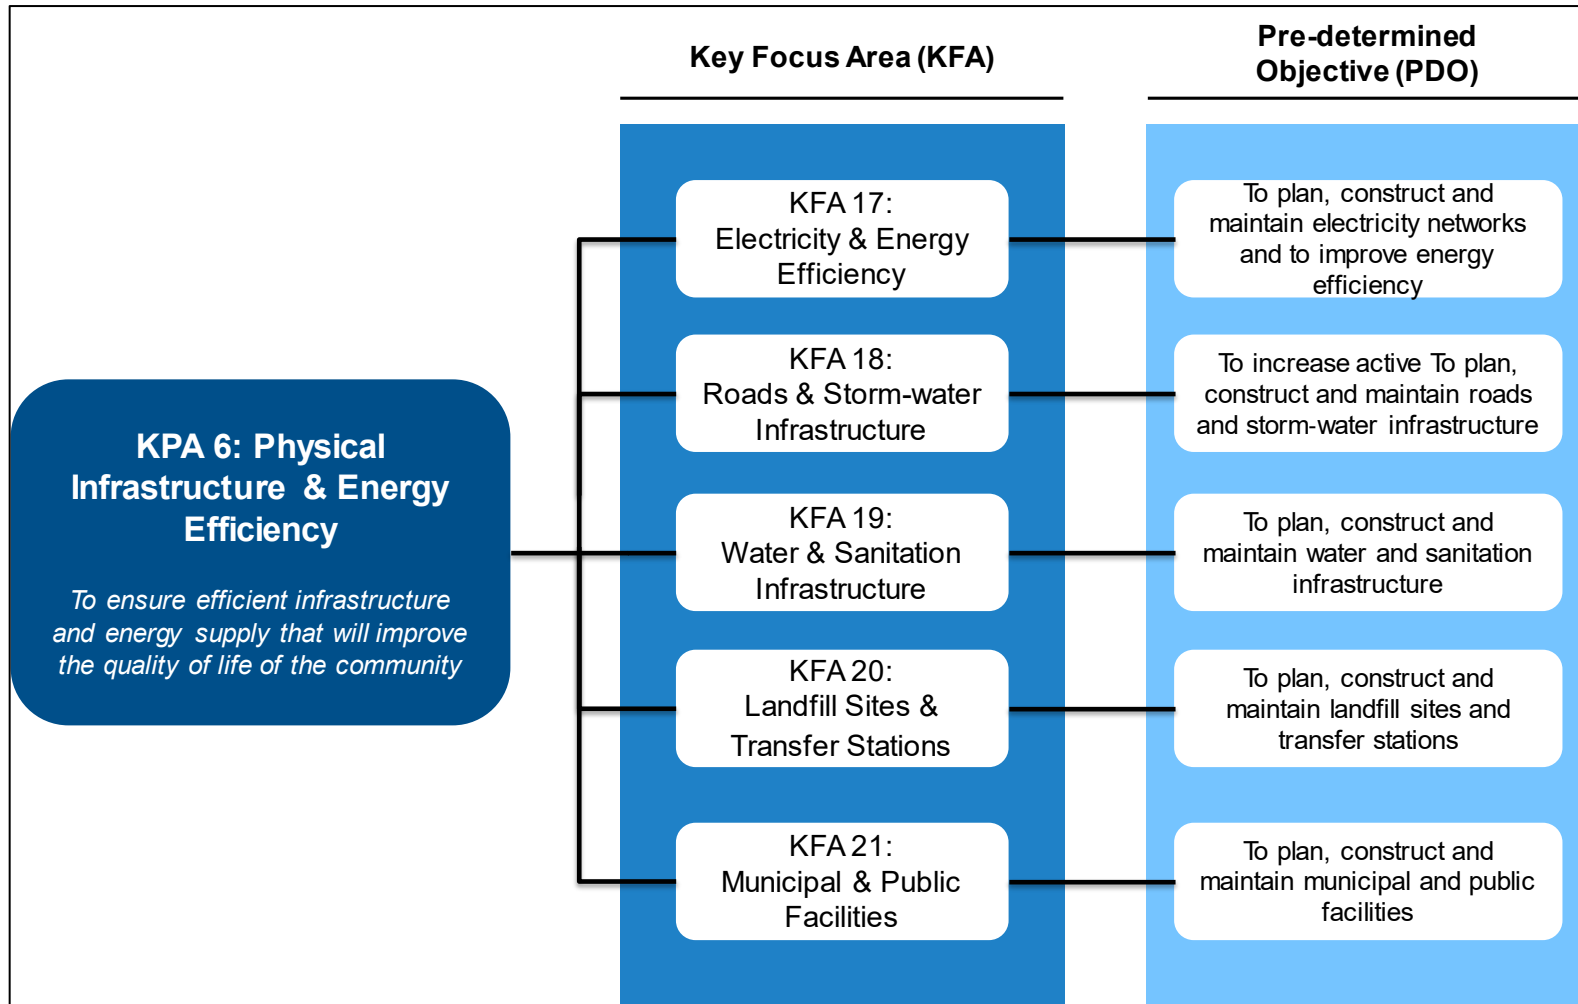 Key Focus Area (KFA)
Pre-determined
Objective (PDO)
KPA 6: Physical
Infrastructure & Energy
Efficiency
To ensure efficient infrastructure
and energy supply that will improve
the quality of life of the community
KFA 17:
Electricity & Energy
Efficiency
To plan, construct and
maintain electricity networks
and to improve energy
efficiency
KFA 18:
Roads & Storm-water
Infrastructure
To increase active To plan,
construct and maintain roads
and storm-water infrastructure
KFA 19:
Water & Sanitation
Infrastructure
To plan, construct and
maintain water and sanitation
infrastructure
KFA 20:
Landfill Sites &
Transfer Stations
To plan, construct and
maintain landfill sites and
transfer stations
KFA 21:
Municipal & Public
Facilities
To plan, construct and
maintain municipal and public
facilities